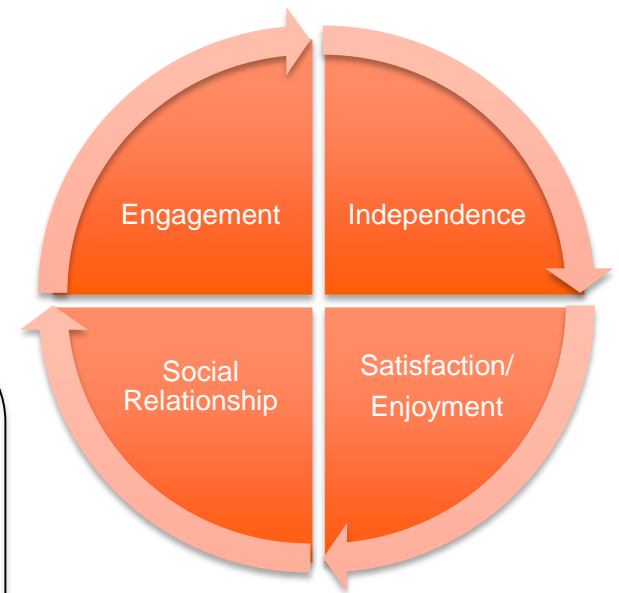 Engagement
Independence
Social
Relationship
Satisfaction/
Enjoyment